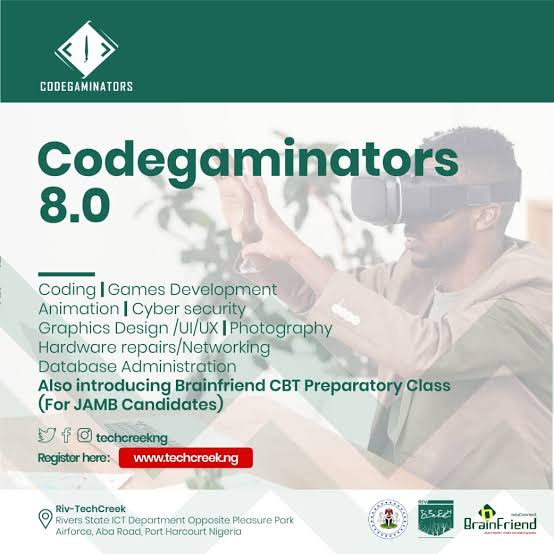 CODEGAMINATORS
Codegaminators
8.0
Coding | Games Development
Animation | Cyber security
Graphics Design /UI/UX | Photography
Hardware repairs/Networking
Database Administration
Also introducing Brainfriend CBT Preparatory Class
(For JAMB Candidates)
techcreekng
Register here: www.techcreek.ng
Riv-TechCreek
Rivers State ICT Department Opposite Pleasure Park
Airforce, Aba Road, Port Harcourt Nigeria
RIV
eduConnect
BrainFriend